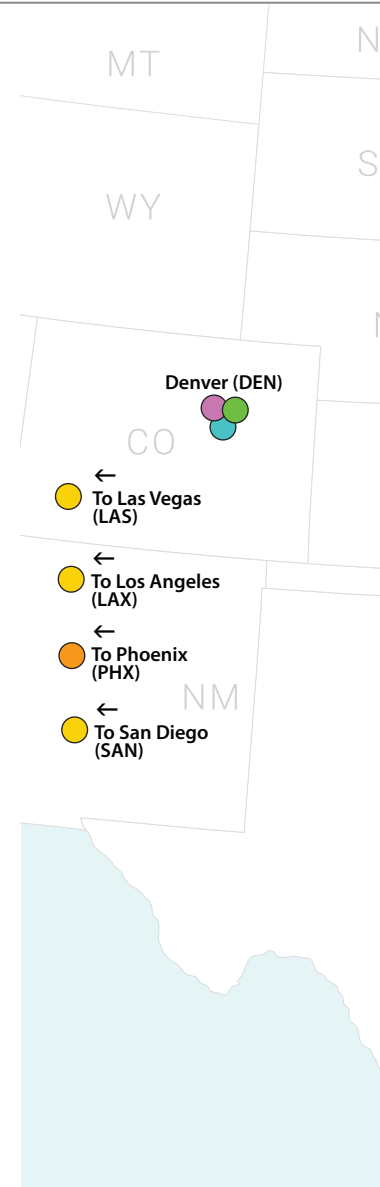 MT
N
WY
S
Denver (DEN)
CO
←
To Las Vegas
(LAS)
←
To Los Angeles
(LAX)
←
To Phoenix
(PHX)
NM
←
To San Diego
(SAN)